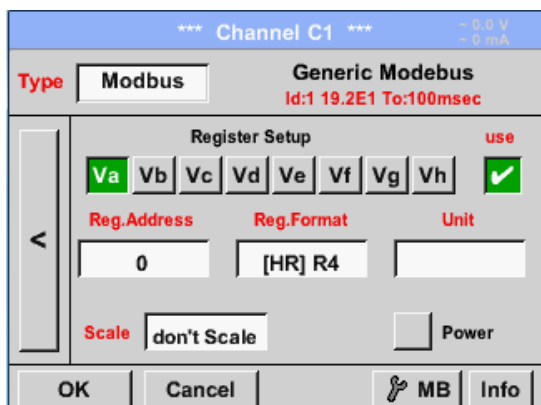 *** Channel C1 ***
~ 0.0 V
~ 0 mA
Type
Modbus
Generic Modebus
Id:1 19.2E1 To:100msec
Register Setup
use
Va Vb Vc Vd Ve Vf Vg Vh
<
Reg.Address Reg.Format Unit
0 [HR] R4
Scale don't Scale Power
OK Cancel MB Info